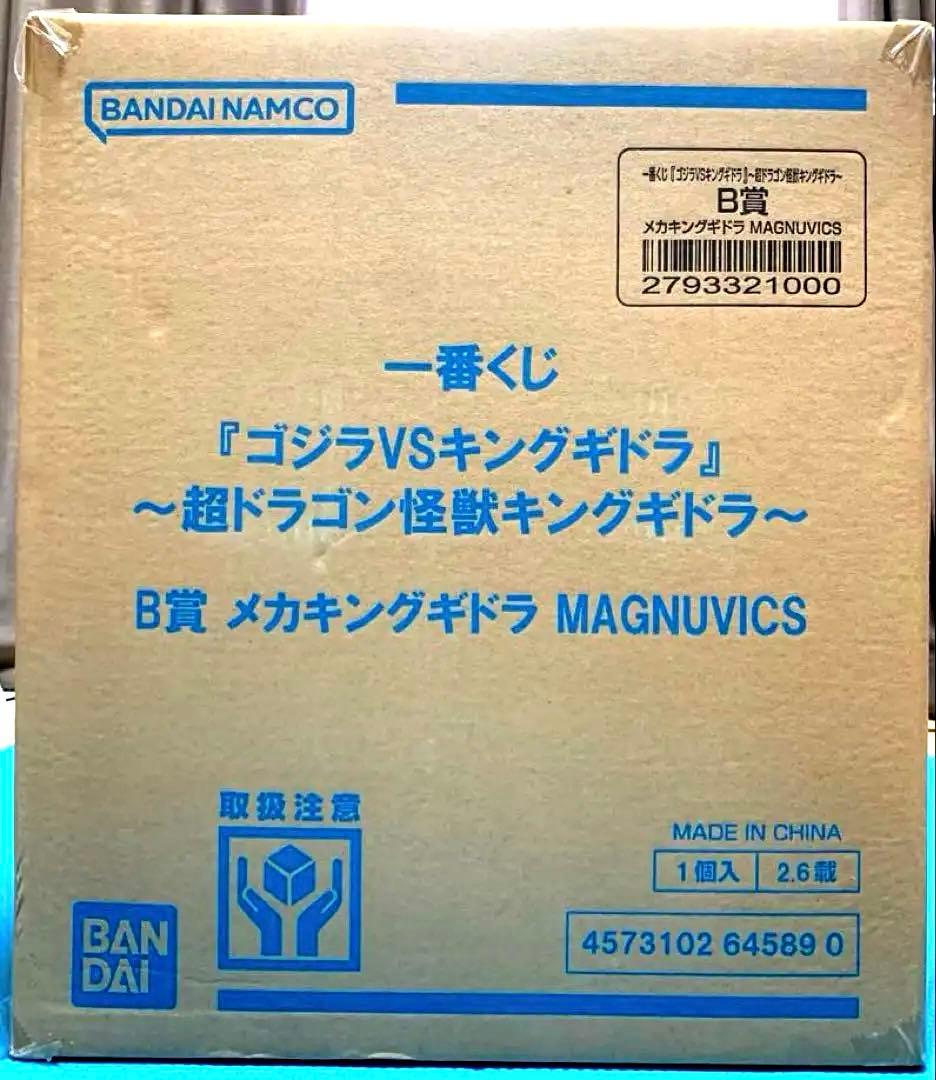 BANDAI NAMCO
一番くじ『ゴジラVSキングギドラ』~超ドラゴン怪獣キングギドラ~
B賞
メカキングギドラ MAGNUVICS
2793321000
一番くじ
『ゴジラVSキングギドラ』
～超ドラゴン怪獣キングギドラ～
B賞 メカキングギドラ MAGNUVICS
取扱注意
MADE IN CHINA
1個入 2.6載
4573102 64589 0
BAN
DAI